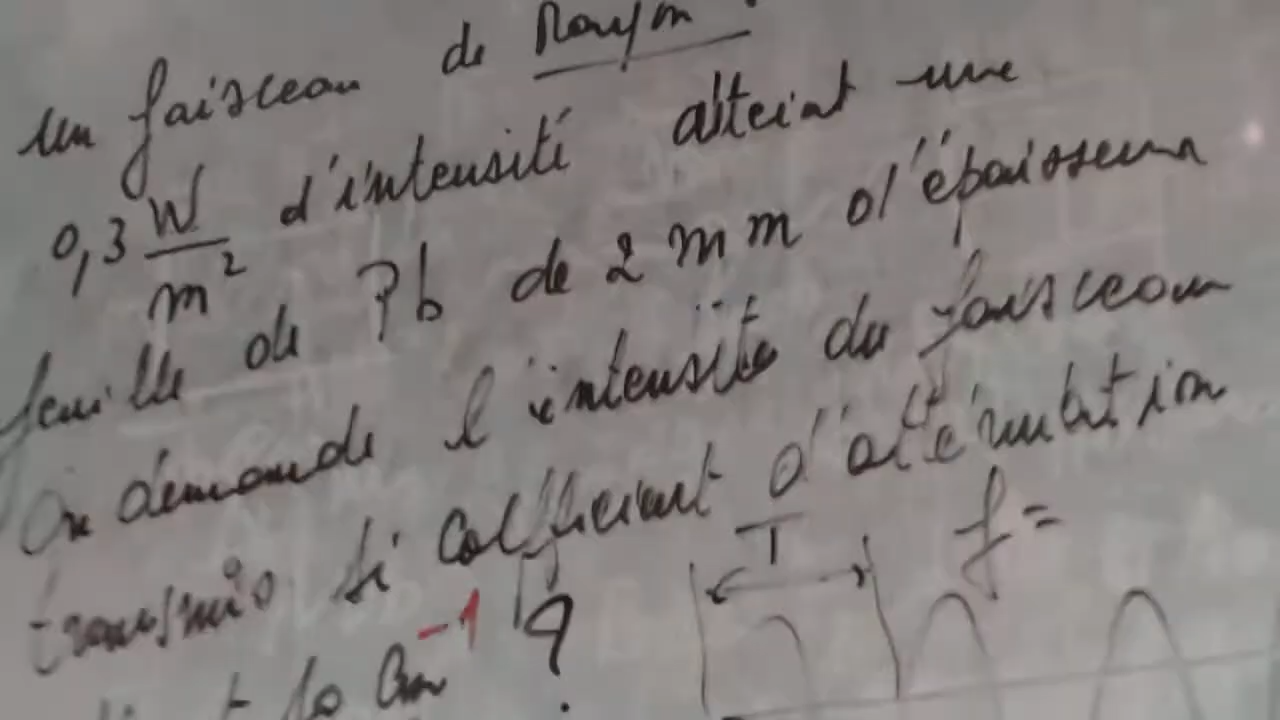 Un faisceau de Rayon
0,3 W/m² d'intensité atteint une
feuille de Pb de 2 mm d'épaisseur
On demande l'intensité du faisceau
transmis si coefficient d'atténuation
cm⁻¹ ?
T
f =